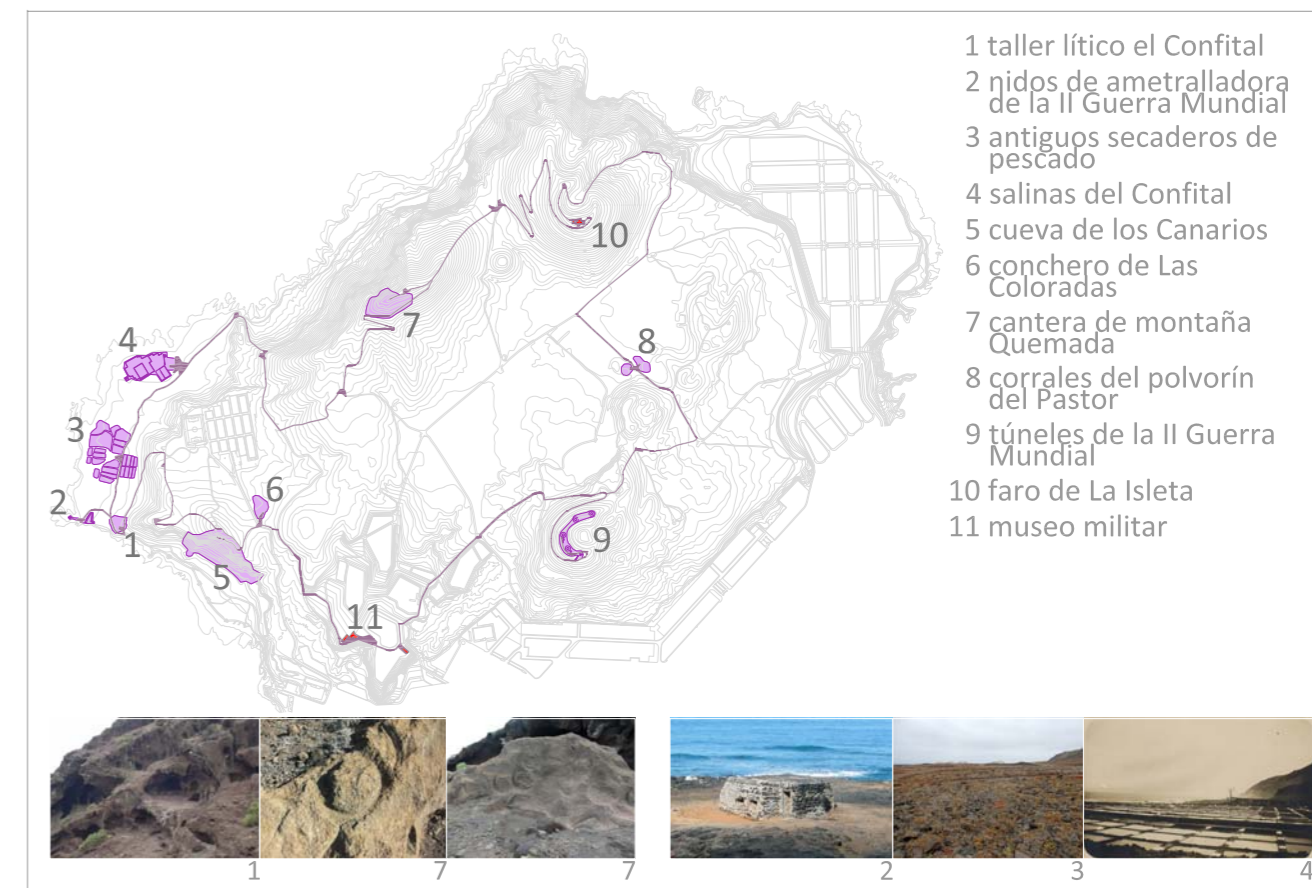 1 taller lítico el Confital
2 nidos de ametralladora
de la II Guerra Mundial
3 antiguos secaderos de
pescado
4 salinas del Confital
5 cueva de los Canarios
6 conchero de Las
Coloradas
7 cantera de montaña
Quemada
8 corrales del polvorín
del Pastor
9 túneles de la II Guerra
Mundial
10 faro de La Isleta
11 museo militar
10
7
4
8
3
6
2
1
9
5
11
1
7
7
2
3
4